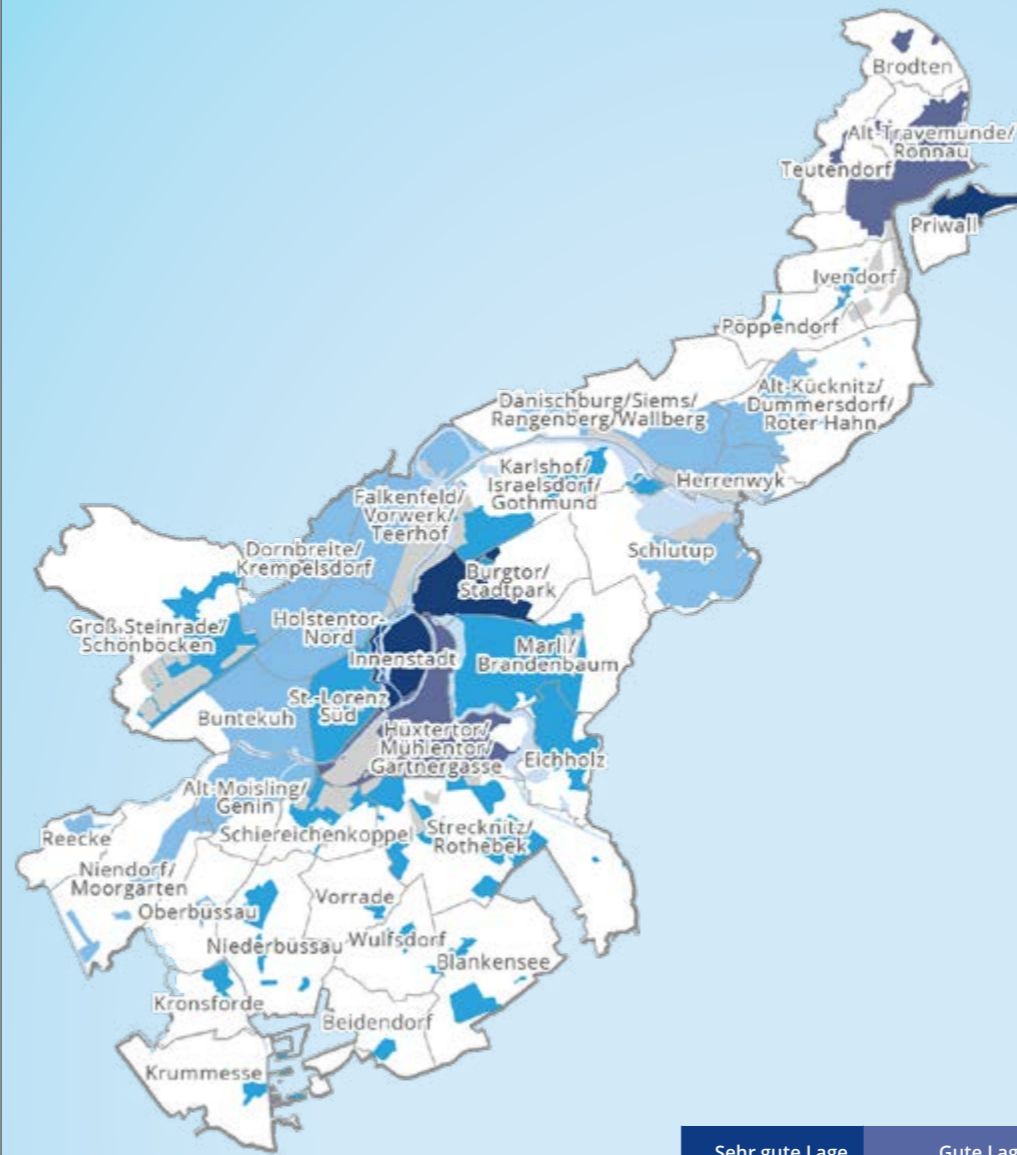 Brodten
Alt-Travemünde/
Rönnau
Teutendorf
Priwall
Ivendorf
Pöppendorf
Alt-Kücknitz/
Dummersdorf/
Roter Hahn
Dänischburg/Siems/
Rangenberg/Wallberg
Herrenwyk
Karlshof/
Israelsdorf/
Gothmund
Falkenfeld/
Vorwerk/
Teerhof
Schlutup
Dornbreite/
Krempelsdorf
Burgtor/
Stadtpark
Groß Steinrade/
Schönböcken
Holstentor-
Nord
Innenstadt
Marli/
Brandenbaum
St.-Lorenz
Süd
Buntekuh
Hüxtertor/
Mühlentor/
Gärtnergasse
Eichholz
Alt-Moisling/
Genin
Schiereichenkoppel
Strecknitz/
Rothebek
Reecke
Niendorf/
Moorgarten
Oberbüssau
Vorrade
Niederbüssau
Wulfsdorf
Blankensee
Kronsforde
Beidendorf
Krummesse
Sehr gute Lage
Gute Lag